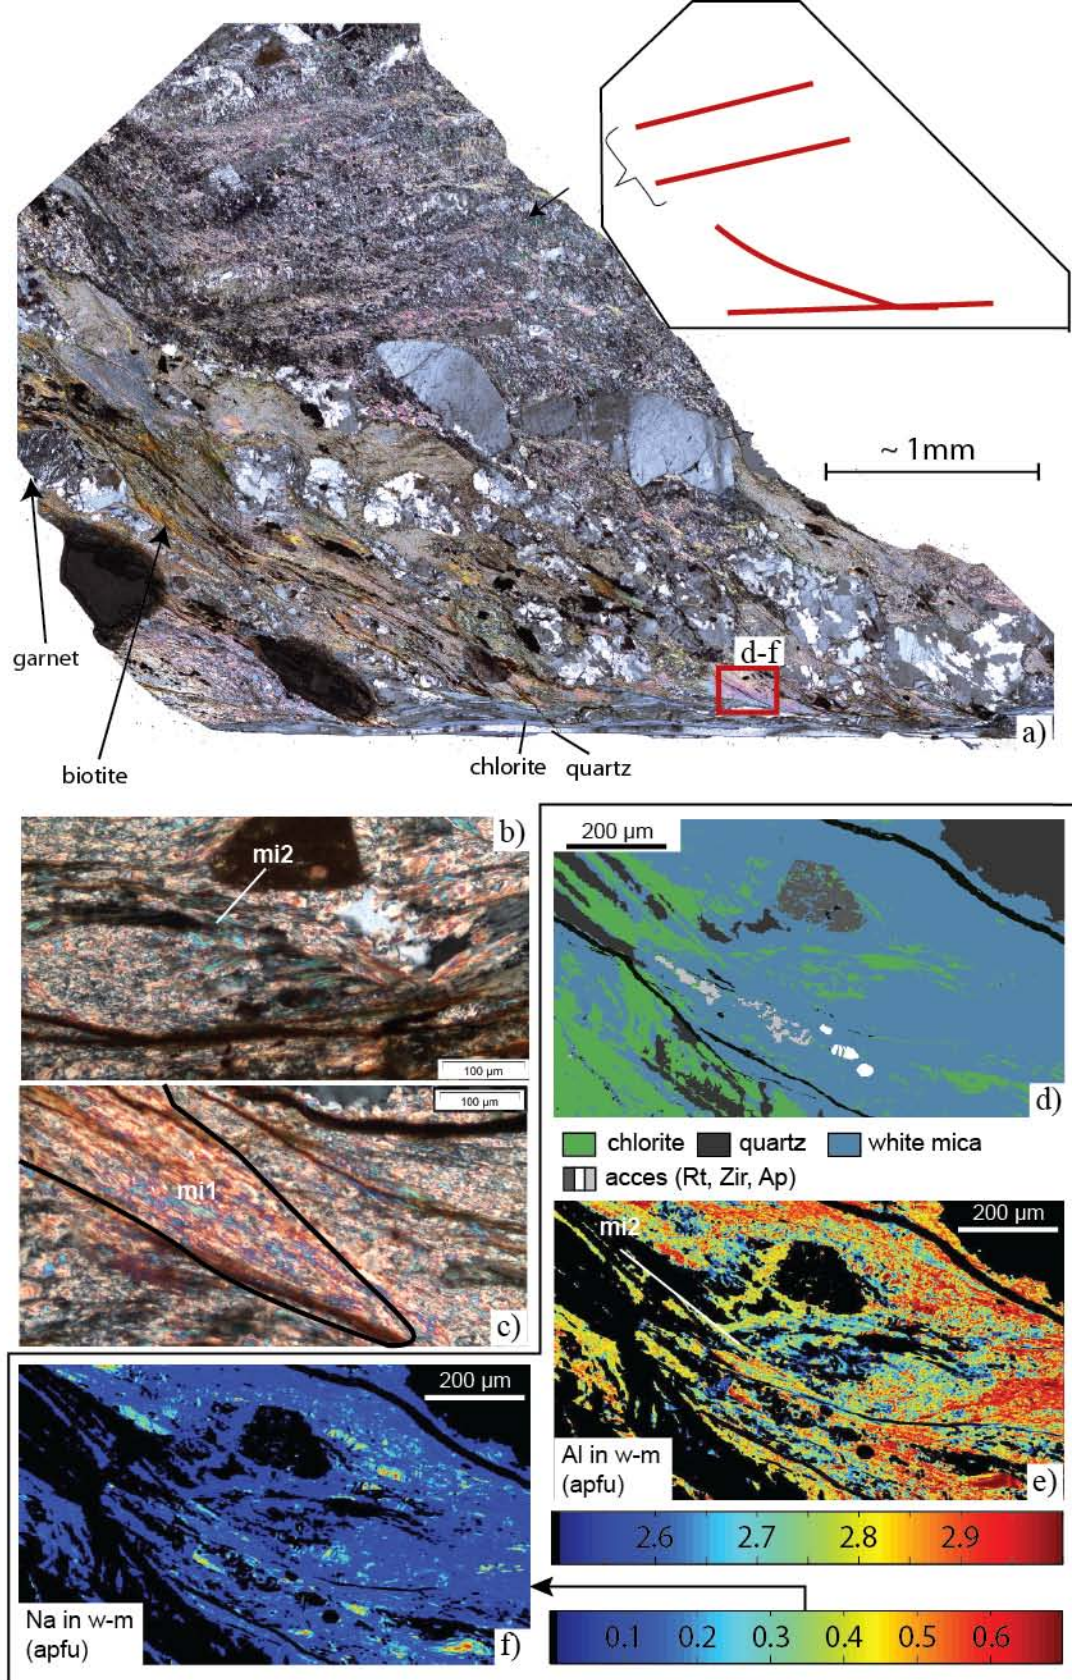 ~ 1mm
garnet
d-f
a)
biotite
chlorite quartz
b)
mi2
100 µm
100 µm
mi1
c)
200 µm
d)
chlorite quartz white mica
acces (Rt, Zir, Ap)
mi2
200 µm
Al in w-m
(apfu)
e)
2.6 2.7 2.8 2.9
200 µm
Na in w-m
(apfu)
f)
0.1 0.2 0.3 0.4 0.5 0.6